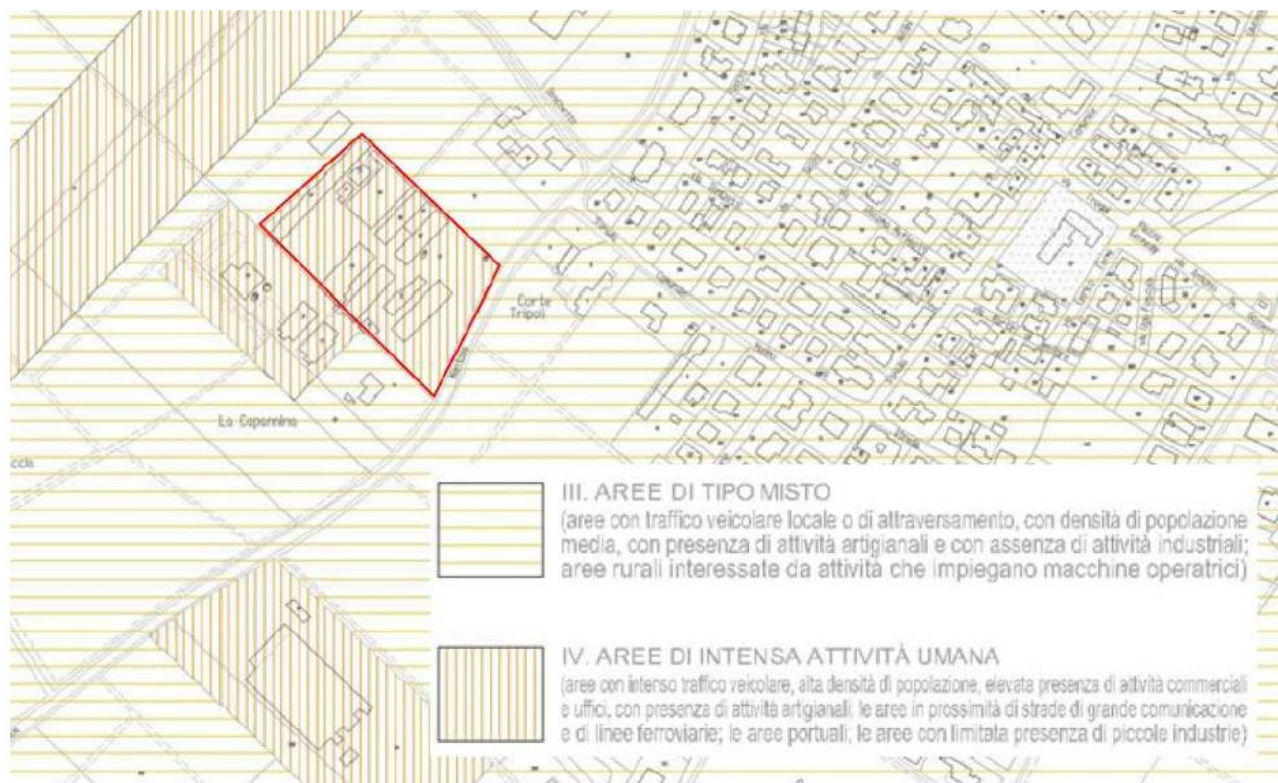 Corte
Tripoli
La Capannina
III. AREE DI TIPO MISTO
(aree con traffico veicolare locale o di attraversamento, con densità di popolazione
media, con presenza di attività artigianali e con assenza di attività industriali;
aree rurali interessate da attività che impiegano macchine operatrici)
IV. AREE DI INTENSA ATTIVITÀ UMANA
(aree con intenso traffico veicolare, alta densità di popolazione, elevata presenza di attività commerciali
e uffici, con presenza di attività artigianali; le aree in prossimità di strade di grande comunicazione
e di linee ferroviarie; le aree portuali; le aree con limitata presenza di piccole industrie)